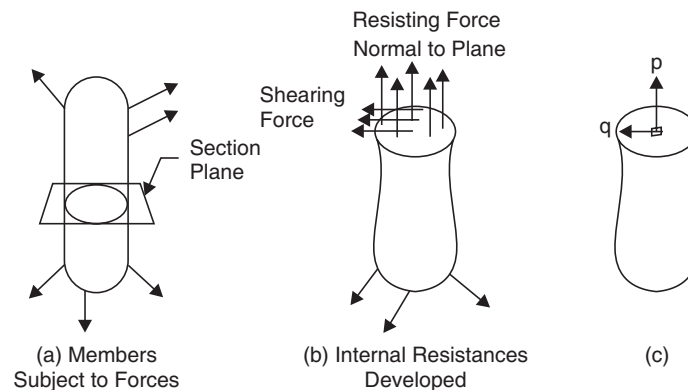 Resisting Force
Normal to Plane
Shearing
Force
Section
Plane
p
q
(a) Members
Subject to Forces
(b) Internal Resistances
Developed
(c)